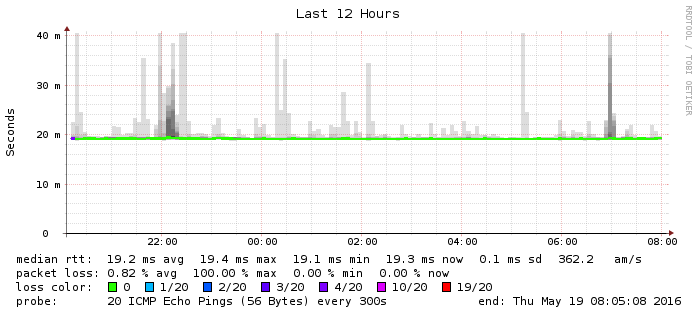 Last 12 Hours
RRDTOOL / TOBI OETIKER
Seconds
40 m
30 m
20 m
10 m
0
22:00 00:00 02:00 04:00 06:00 08:00
median rtt: 19.2 ms avg 19.4 ms max 19.1 ms min 19.3 ms now 0.1 ms sd 362.2 am/s
packet loss: 0.82 % avg 100.00 % max 0.00 % min 0.00 % now
loss color: 0 1/20 2/20 3/20 4/20 10/20 19/20
probe: 20 ICMP Echo Pings (56 Bytes) every 300s end: Thu May 19 08:05:08 2016